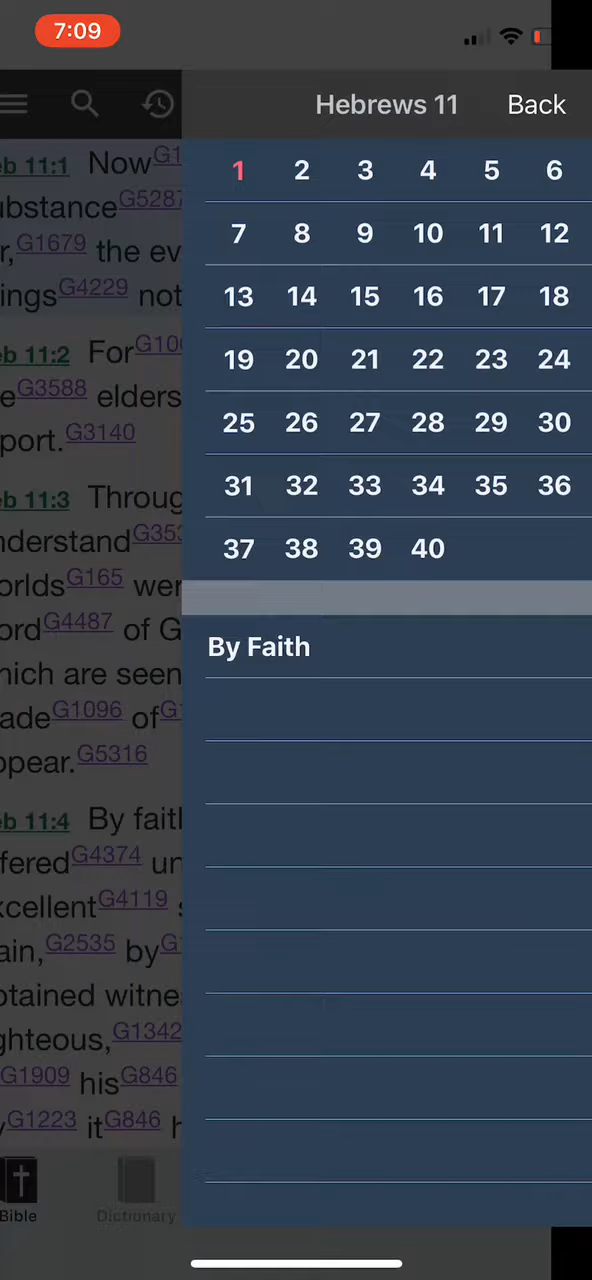 7:09
Hebrews 11 Back
1 2 3 4 5 6
7 8 9 10 11 12
13 14 15 16 17 18
19 20 21 22 23 24
25 26 27 28 29 30
31 32 33 34 35 36
37 38 39 40
By Faith
eb 11:1 Now G1
ubstance G5287
r, G1679 the ev
ings G4229 not
eb 11:2 For G10
e G3588 elders
port. G3140
eb 11:3 Throug
nderstand G353
orlds G165 wer
ord G4487 of G
hich are seen
ade G1096 of G
ppear. G5316
eb 11:4 By fait
fered G4374 un
xcellent G4119 s
ain, G2535 by G
otained witne
ghteous, G1342
G1909 his G846
y G1223 it G846 h
Bible Dictionary